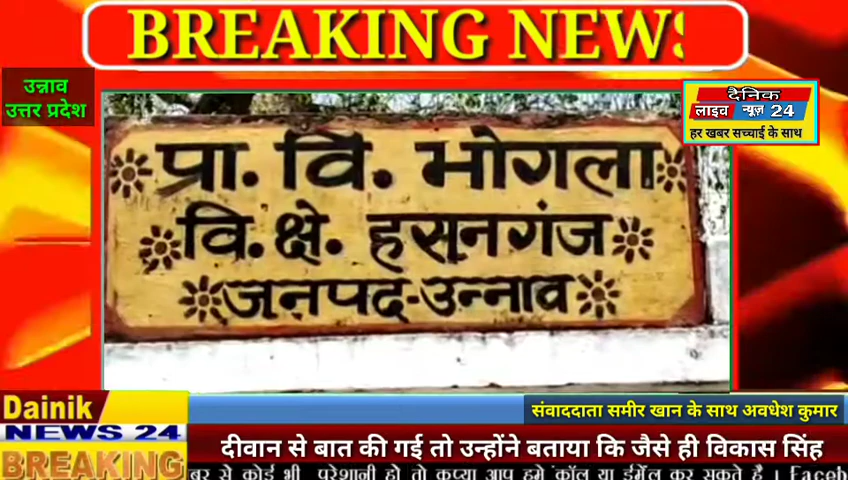 BREAKING NEWS
उन्नाव
उत्तर प्रदेश
दैनिक
लाइव न्यूज़ 24
हर खबर सच्चाई के साथ
प्रा. वि. भोगला
वि. क्षे. हसनगंज
जनपद-उन्नाव
संवाददाता समीर खान के साथ अवधेश कुमार
Dainik
NEWS 24
BREAKING
दीवान से बात की गई तो उन्होंने बताया कि जैसे ही विकास सिंह
से कोई भी परेशानी हो तो कृप्या आप हमे कॉल या ईमेल कर सकते है । Faceb